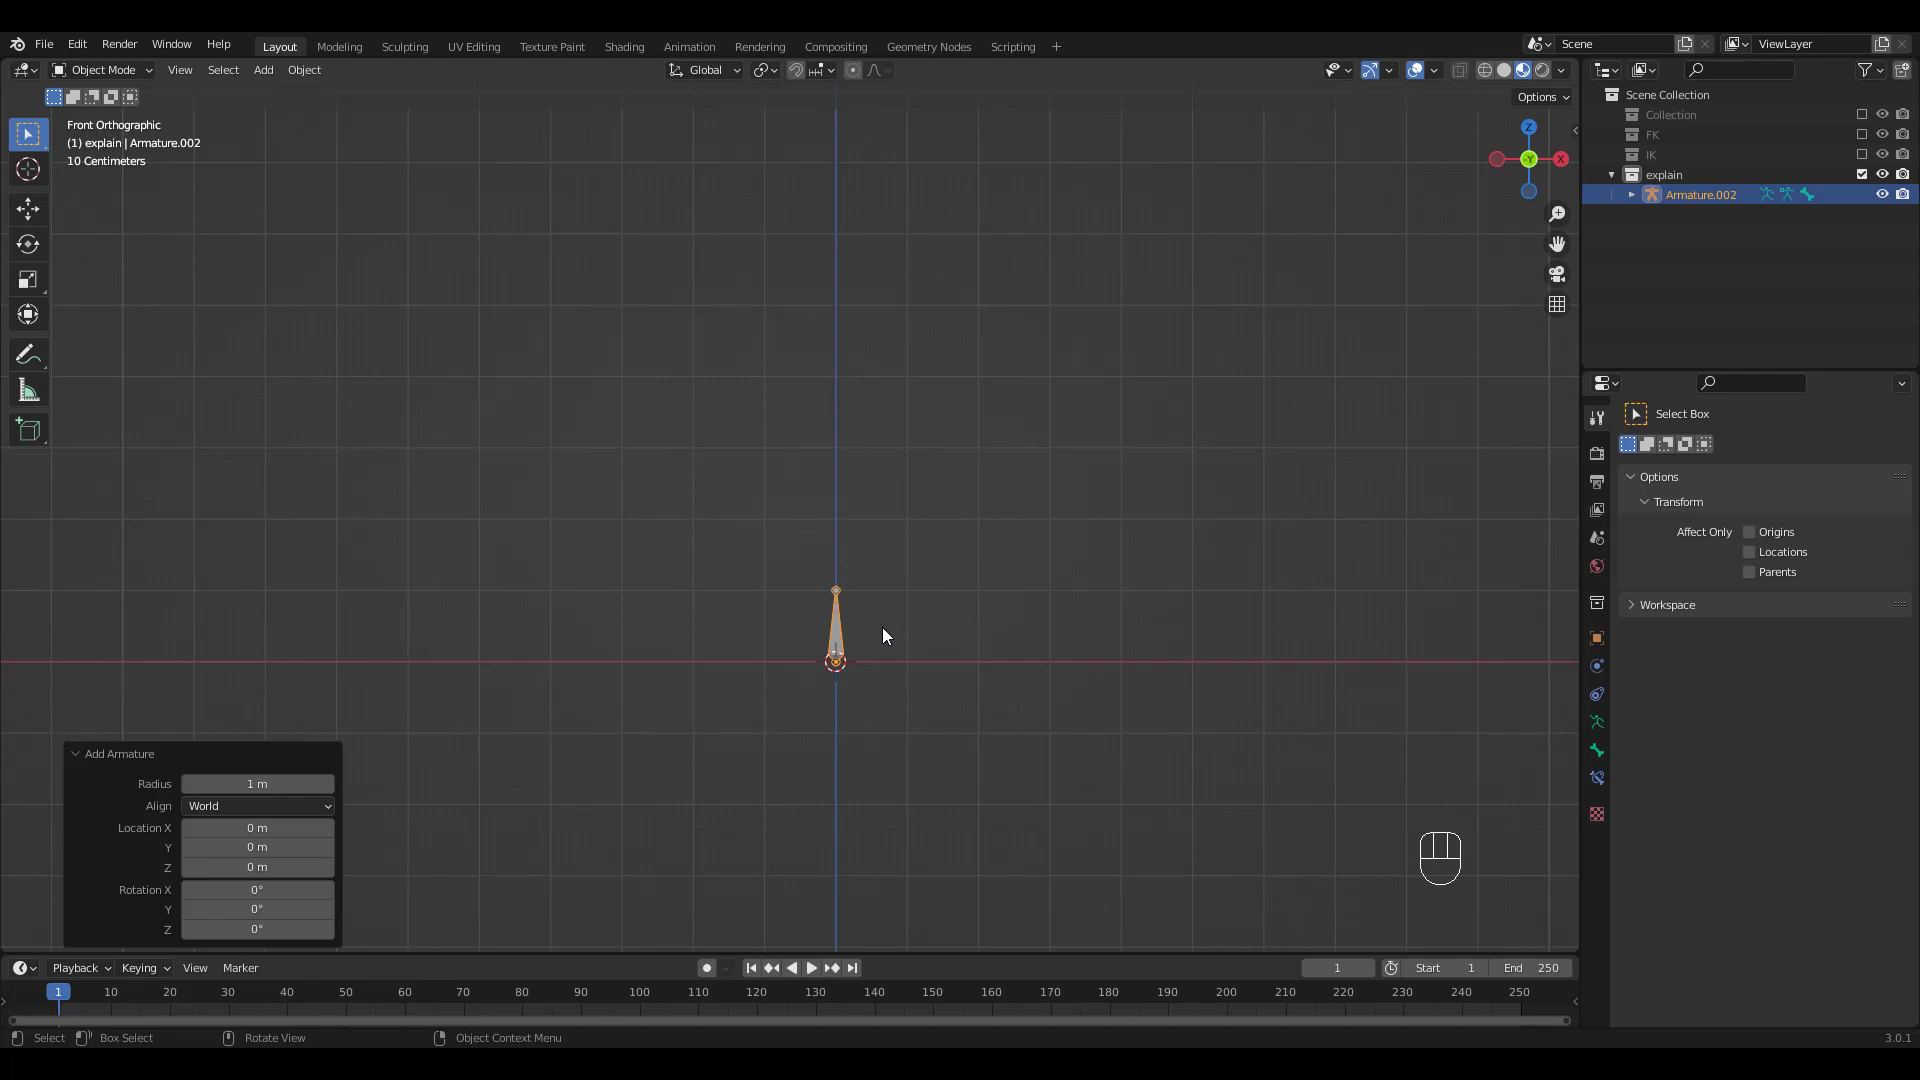 File Edit Render Window Help Layout Modeling Sculpting UV Editing Texture Paint Shading Animation Rendering Compositing Geometry Nodes Scripting + Scene ViewLayer
Object Mode View Select Add Object Global
Options
Front Orthographic
(1) explain | Armature.002
10 Centimeters
Z
Y X
Scene Collection
Collection
FK
IK
explain
Armature.002
Select Box
Options
Transform
Affect Only Origins
Locations
Parents
Workspace
Add Armature
Radius 1 m
Align World
Location X 0 m
Y 0 m
Z 0 m
Rotation X 0°
Y 0°
Z 0°
Playback Keying View Marker 1 Start 1 End 250
1 10 20 30 40 50 60 70 80 90 100 110 120 130 140 150 160 170 180 190 200 210 220 230 240 250
Select Box Select Rotate View Object Context Menu 3.0.1